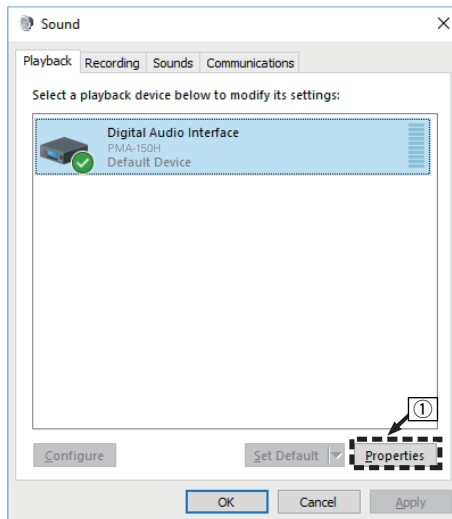 Sound
Playback Recording Sounds Communications
Select a playback device below to modify its settings:
Digital Audio Interface
PMA-150H
Default Device
①
Configure Set Default Properties
OK Cancel Apply